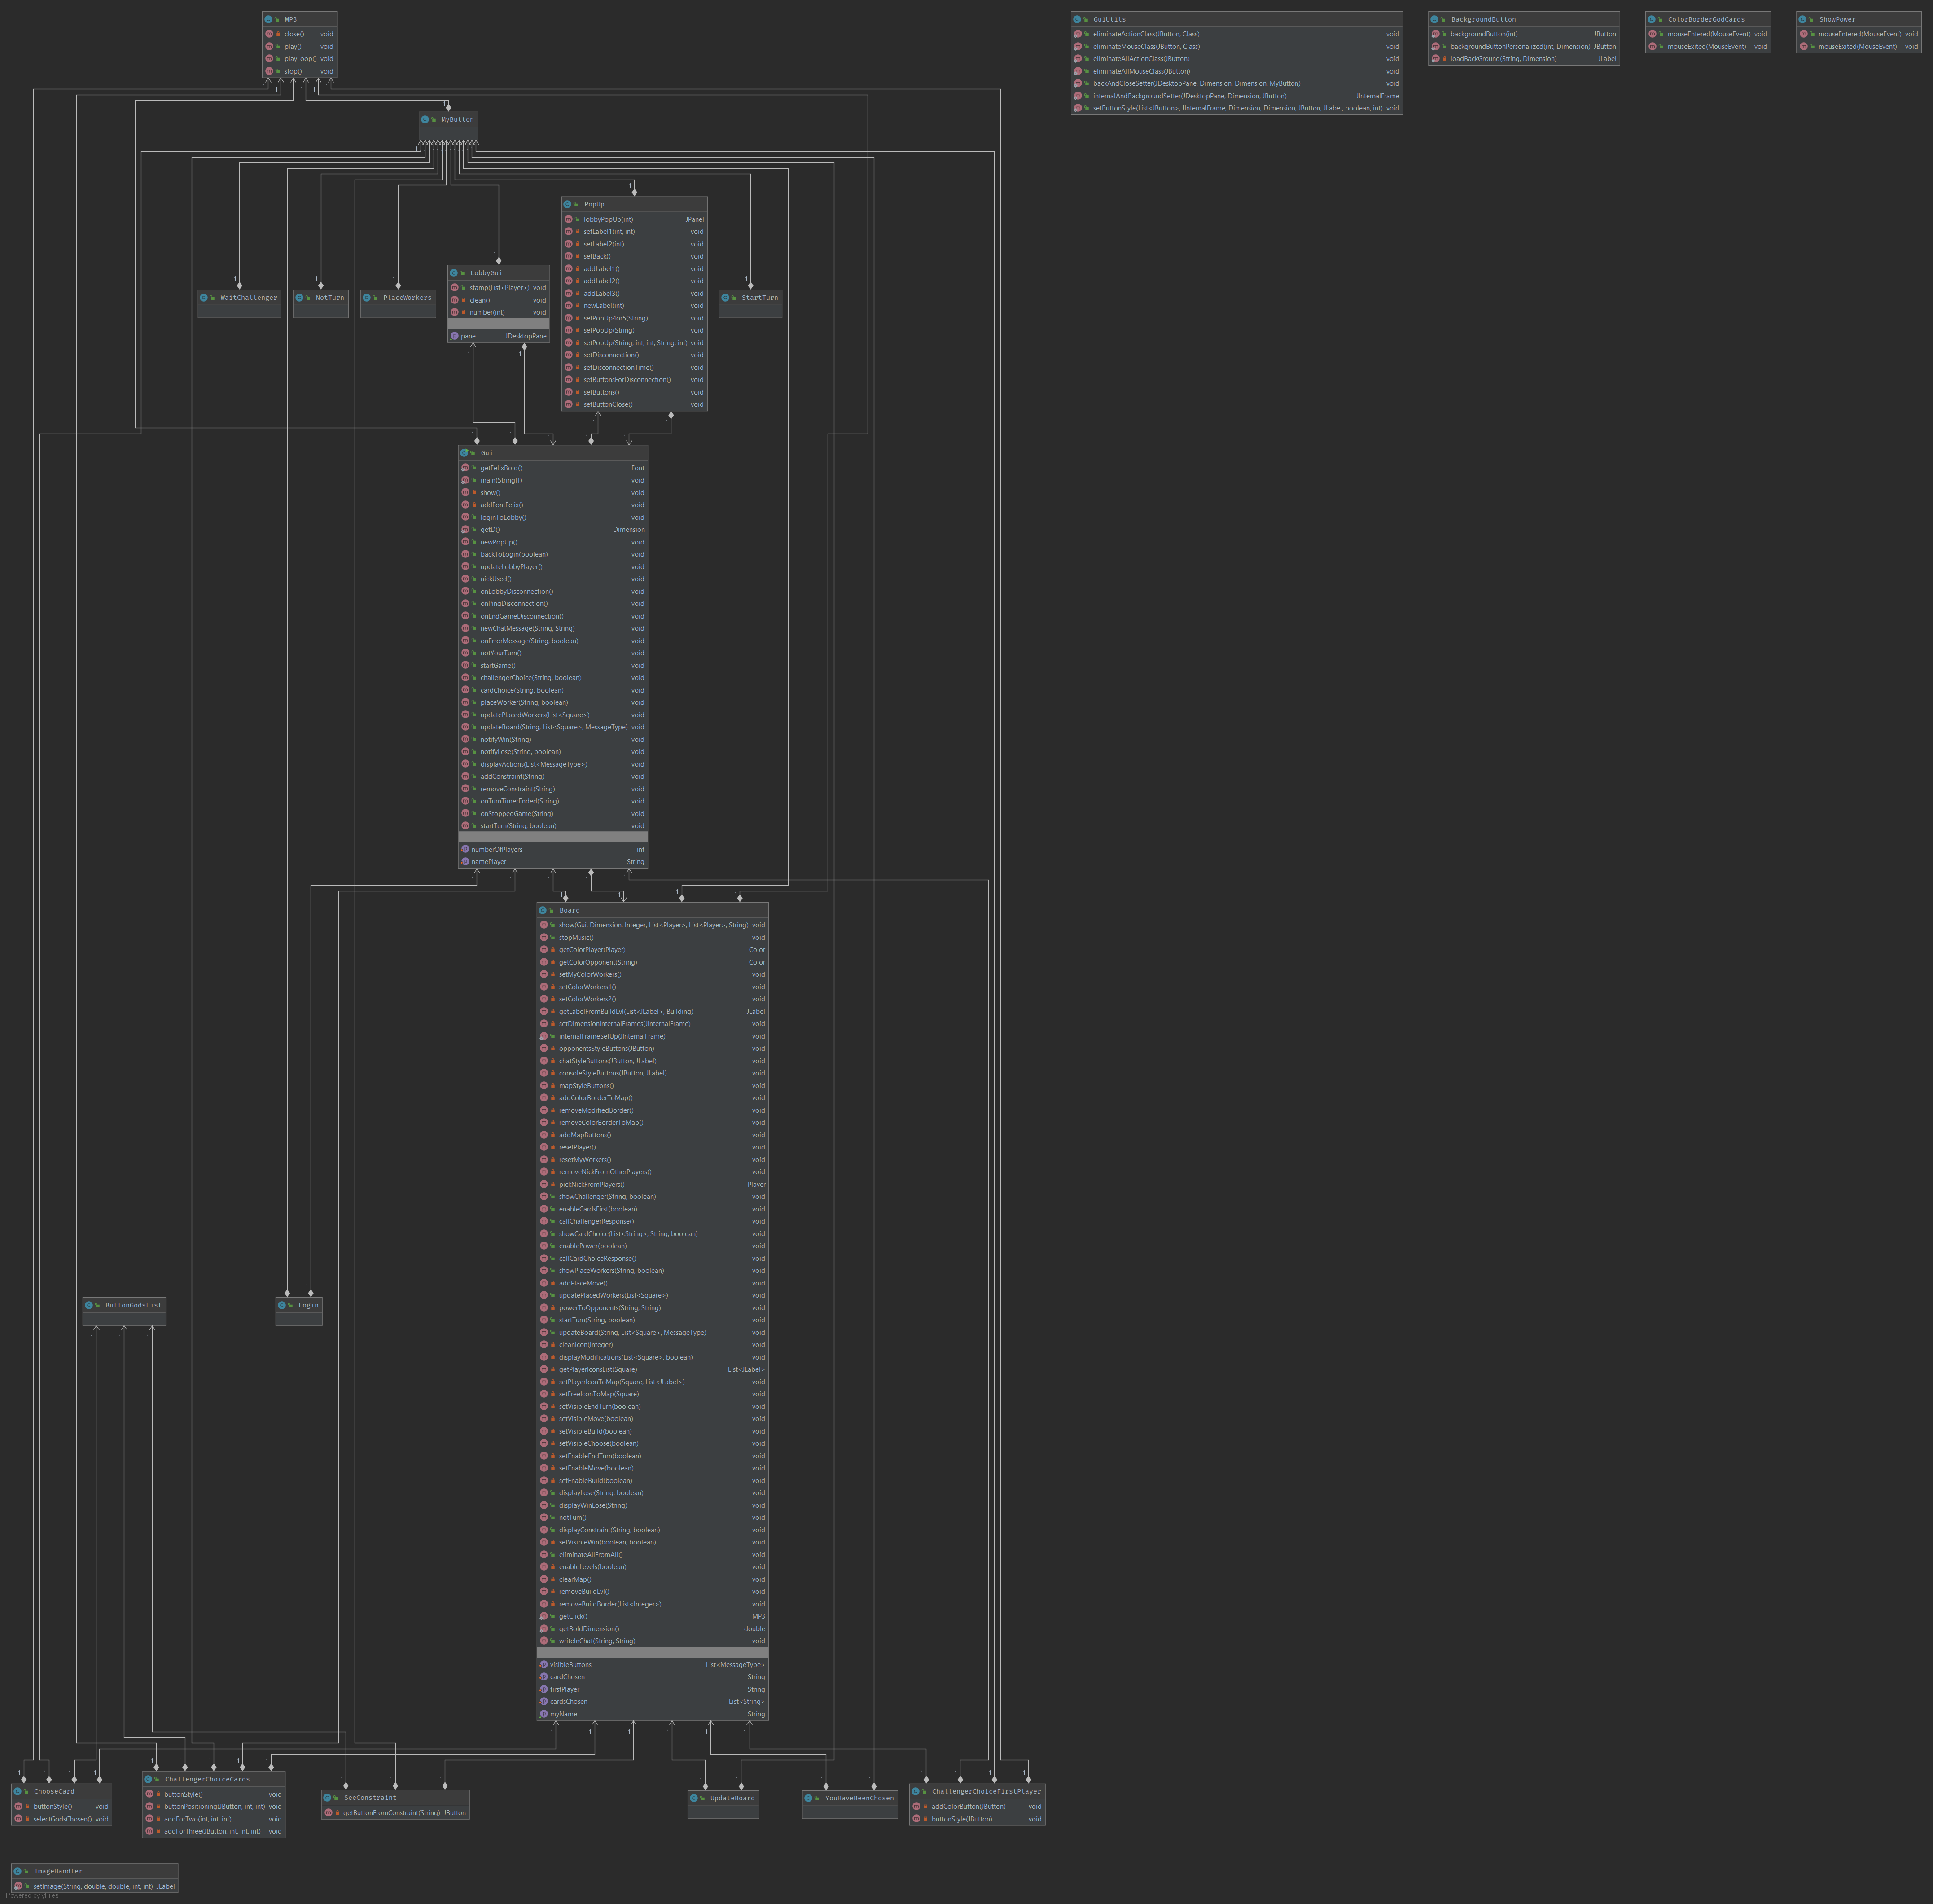 MP3
close() void
play() void
playLoop() void
stop() void
GuiUtils
eliminateActionClass(JButton, Class) void
eliminateMouseClass(JButton, Class) void
eliminateAllActionClass(JButton) void
eliminateAllMouseClass(JButton) void
backAndCloseSetter(JDesktopPane, Dimension, Dimension, MyButton) void
internalAndBackgroundSetter(JDesktopPane, Dimension, JButton) JInternalFrame
setButtonStyle(List<JButton>, JInternalFrame, Dimension, Dimension, JButton, JLabel, boolean, int) void
BackgroundButton
backgroundButton(int) JButton
backgroundButtonPersonalized(int, Dimension) JButton
loadBackGround(String, Dimension) JLabel
ColorBorderGodCards
mouseEntered(MouseEvent) void
mouseExited(MouseEvent) void
ShowPower
mouseEntered(MouseEvent) void
mouseExited(MouseEvent) void
MyButton
PopUp
lobbyPopUp(int) JPanel
setLabel1(int, int) void
setLabel2(int) void
setBack() void
addLabel1() void
addLabel2() void
addLabel3() void
newLabel(int) void
setPopUp4or5(String) void
setPopUp(String) void
setPopUp(String, int, int, String, int) void
setDisconnection() void
setDisconnectionTime() void
setButtonsForDisconnection() void
setButtons() void
setButtonClose() void
LobbyGui
stamp(List<Player>) void
clean() void
number(int) void
pane JDesktopPane
WaitChallenger
NotTurn
PlaceWorkers
StartTurn
Gui
getFelixBold() Font
main(String[]) void
show() void
addFontFelix() void
loginToLobby() void
getD() Dimension
newPopUp() void
backToLogin(boolean) void
updateLobbyPlayer() void
nickUsed() void
onLobbyDisconnection() void
onPingDisconnection() void
onEndGameDisconnection() void
newChatMessage(String, String) void
onErrorMessage(String, boolean) void
notYourTurn() void
startGame() void
challengerChoice(String, boolean) void
cardChoice(String, boolean) void
placeWorker(String, boolean) void
updatePlacedWorkers(List<Square>) void
updateBoard(String, List<Square>, MessageType) void
notifyWin(String) void
notifyLose(String, boolean) void
displayActions(List<MessageType>) void
addConstraint(String) void
removeConstraint(String) void
onTurnTimerEnded(String) void
onStoppedGame(String) void
startTurn(String, boolean) void
numberOfPlayers int
namePlayer String
Board
show(Gui, Dimension, Integer, List<Player>, List<Player>, String) void
stopMusic() void
getColorPlayer(Player) Color
getColorOpponent(String) Color
setMyColorWorkers() void
setColorWorkers1() void
setColorWorkers2() void
getLabelFromBuildLvl(List<JLabel>, Building) JLabel
setDimensionInternalFrames(JInternalFrame) void
internalFrameSetUp(JInternalFrame) void
opponentsStyleButtons(JButton) void
chatStyleButtons(JButton, JLabel) void
consoleStyleButtons(JButton, JLabel) void
mapStyleButtons() void
addColorBorderToMap() void
removeModifiedBorder() void
removeColorBorderToMap() void
addMapButtons() void
resetPlayer() void
resetMyWorkers() void
removeNickFromOtherPlayers() void
pickNickFromPlayers() Player
showChallenger(String, boolean) void
enableCardsFirst(boolean) void
callChallengerResponse() void
showCardChoice(List<String>, String, boolean) void
enablePower(boolean) void
callCardChoiceResponse() void
showPlaceWorkers(String, boolean) void
addPlaceMove() void
updatePlacedWorkers(List<Square>) void
powerToOpponents(String, String) void
startTurn(String, boolean) void
updateBoard(String, List<Square>, MessageType) void
cleanIcon(Integer) void
displayModifications(List<Square>, boolean) void
getPlayerIconsList(Square) List<JLabel>
setPlayerIconToMap(Square, List<JLabel>) void
setFreeIconToMap(Square) void
setVisibleEndTurn(boolean) void
setVisibleMove(boolean) void
setVisibleBuild(boolean) void
setVisibleChoose(boolean) void
setEnableEndTurn(boolean) void
setEnableMove(boolean) void
setEnableBuild(boolean) void
displayLose(String, boolean) void
displayWinLose(String) void
notTurn() void
displayConstraint(String, boolean) void
setVisibleWin(boolean, boolean) void
eliminateAllFromAll() void
enableLevels(boolean) void
clearMap() void
removeBuildLvl() void
removeBuildBorder(List<Integer>) void
getClick() MP3
getBoldDimension() double
writeInChat(String, String) void
visibleButtons List<MessageType>
cardChosen String
firstPlayer String
cardsChosen List<String>
myName String
ButtonGodsList
Login
ChooseCard
buttonStyle() void
selectGodsChosen() void
ChallengerChoiceCards
buttonStyle() void
buttonPositioning(JButton, int, int) void
addForTwo(int, int, int) void
addForThree(JButton, int, int, int) void
SeeConstraint
getButtonFromConstraint(String) JButton
UpdateBoard
YouHaveBeenChosen
ChallengerChoiceFirstPlayer
addColorButton(JButton) void
buttonStyle(JButton) void
ImageHandler
setImage(String, double, double, int, int) JLabel
Powered by yFiles